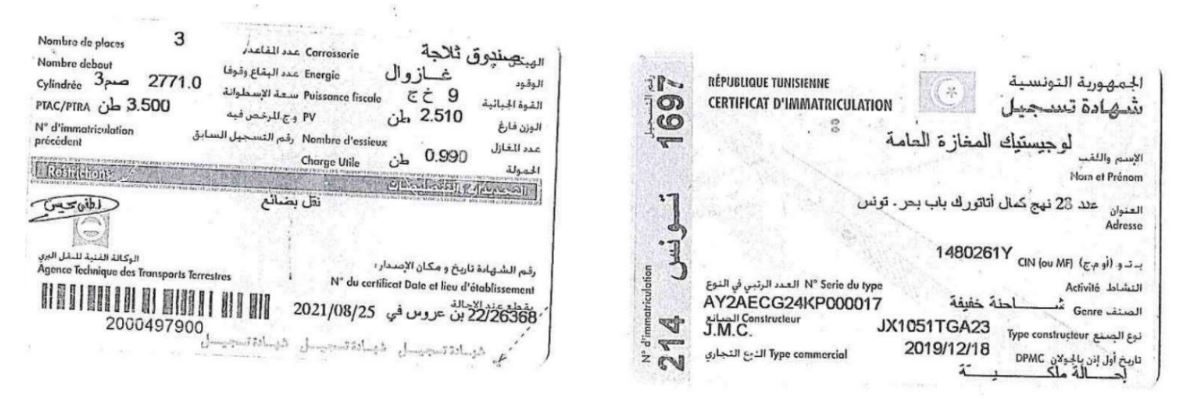 Nombre de places 3 عدد المقاعد
Carrosserie صندوق ثلاجة الهيكل
Nombre debout عدد البقاع وقوفا
Energie غازوال الوقود
Cylindrée صم3 2771.0 سعة الإسطوانة
Puissance fiscale 9 خ ج القوة الجبائية
PTAC/PTRA طن 3.500 و ج المرخص فيه
PV طن 2.510 الوزن فارغ
N° d'immatriculation précédent رقم التسجيل السابق
Nombre d'essieux عدد المغازل
Charge Utile طن 0.990 الحمولة
Restrictions
نقل بضائع
الوكالة الفنية للنقل البري
Agence Technique des Transports Terrestres
رقم الشهادة تاريخ و مكان الإصدار:
N° du certificat Date et lieu d'établissement
يقطع عند الإحالة
22/26368 بن عروس في 2021/08/25
2000497900
شهادة تسجيل شهادة تسجيل شهادة تسجيل
رقم التسجيل
1697 تونس 214
N° d'immatriculation
RÉPUBLIQUE TUNISIENNE الجمهورية التونسية
CERTIFICAT D'IMMATRICULATION شهادة تسجيل
لوجيستيك المغازة العامة
الإسم واللقب
Nom et Prénom
العنوان عدد 28 نهج كمال أتاتورك باب بحر - تونس
Adresse
1480261Y CIN (ou MF) ب ت و (أو م ج)
النشاط Activité
N° Serie du type العدد الرتبي في النوع
الصنف Genre شاحنة خفيفة
AY2AECG24KP000017
Constructeur الصانع
J.M.C.
JX1051TGA23 Type constructeur نوع الصنع
Type commercial النوع التجاري
2019/12/18 DPMC تاريخ أول إذن بالجولان
إحالة ملكية